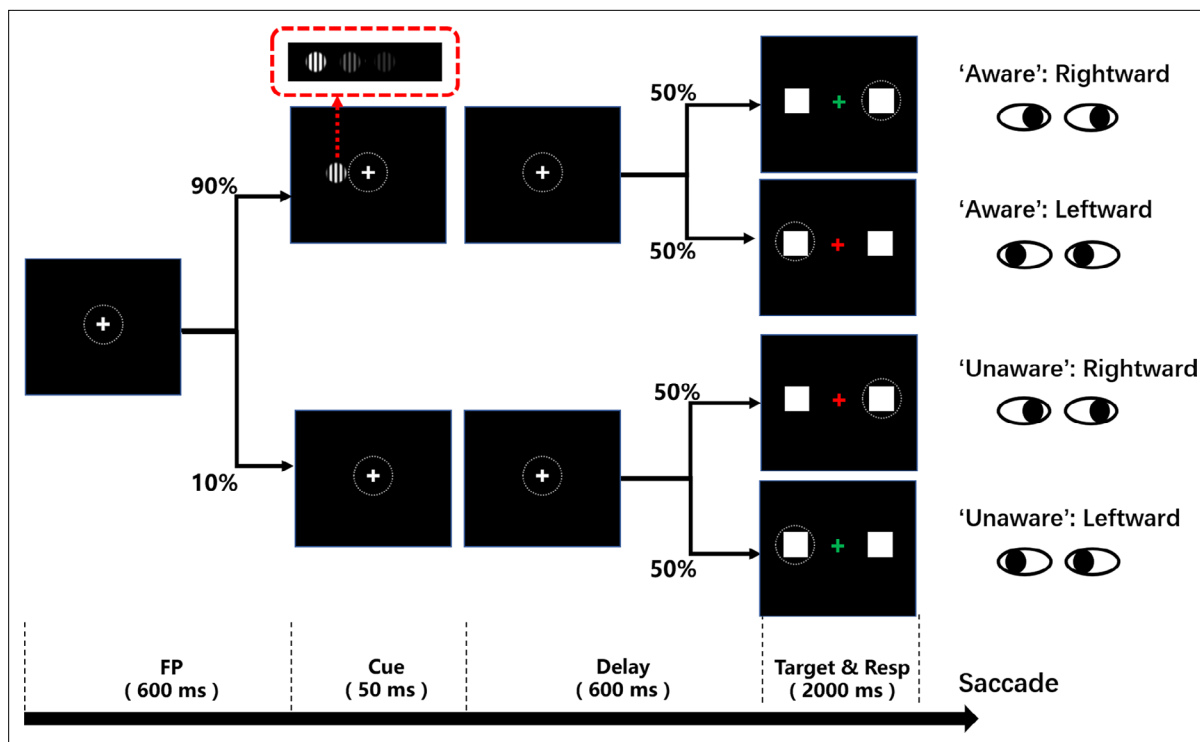 50%
'Aware': Rightward
90%
50%
'Aware': Leftward
10%
50%
'Unaware': Rightward
50%
'Unaware': Leftward
FP
( 600 ms )
Cue
( 50 ms )
Delay
( 600 ms )
Target & Resp
( 2000 ms )
Saccade